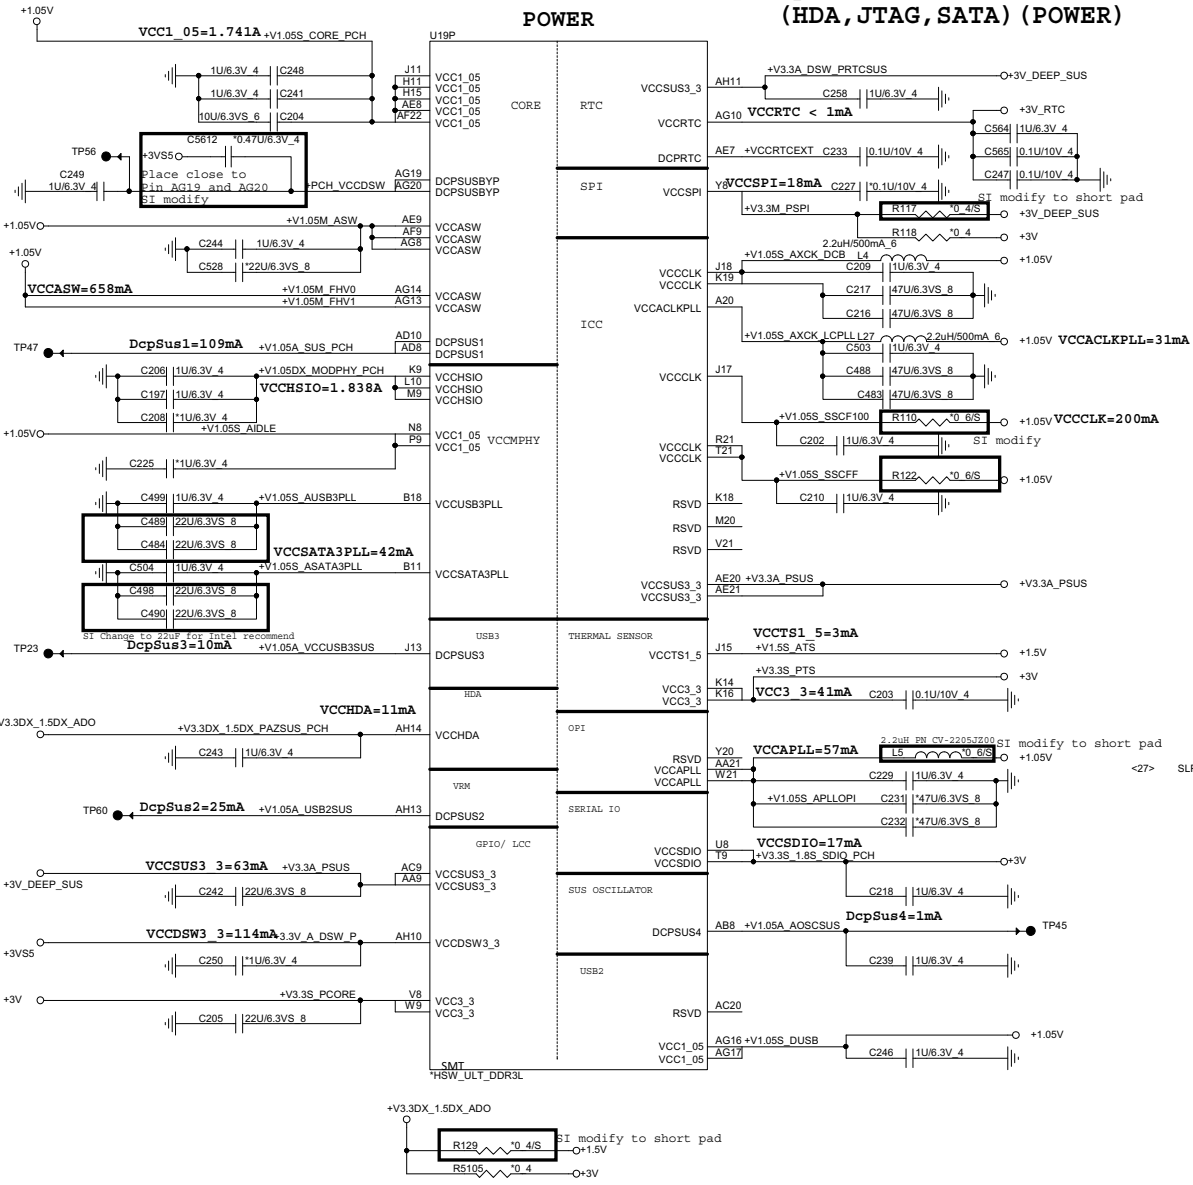 POWER
(HDA,JTAG,SATA)(POWER)
+1.05V
VCC1_05=1.741A +V1.05S_CORE_PCH
U19P
1U/6.3V_4 C248
1U/6.3V_4 C241
10U/6.3VS_6 C204
J11
H11
H15
AE8
AF22
VCC1_05
VCC1_05
VCC1_05
VCC1_05
VCC1_05
CORE
RTC
C5612 *0.47U/6.3V_4
TP56
+3VS5
Place close to
Pin AG19 and AG20
SI modify
C249
1U/6.3V_4
+PCH_VCCDSW
AG19
AG20
DCPSUSBYP
DCPSUSBYP
+1.05V
+V1.05M_ASW
C244 1U/6.3V_4
C528 *22U/6.3VS_8
AE9
AF9
AG8
VCCASW
VCCASW
VCCASW
+1.05V
VCCASW=658mA
+V1.05M_FHV0
+V1.05M_FHV1
AG14
AG13
VCCASW
VCCASW
TP47
DcpSus1=109mA +V1.05A_SUS_PCH
AD10
AD8
DCPSUS1
DCPSUS1
C206 1U/6.3V_4
+V1.05DX_MODPHY_PCH
VCCHSIO=1.838A
C197 1U/6.3V_4
C208 *1U/6.3V_4
K9
L10
M9
VCCHSIO
VCCHSIO
VCCHSIO
+1.05V
+V1.05S_AIDLE
C225 *1U/6.3V_4
N8
P9
VCC1_05
VCC1_05
VCCMPHY
C499 1U/6.3V_4
+V1.05S_AUSB3PLL
B18
VCCUSB3PLL
C489 22U/6.3VS_8
C484 22U/6.3VS_8
VCCSATA3PLL=42mA
C504 1U/6.3V_4
+V1.05S_ASATA3PLL
B11
VCCSATA3PLL
C498 22U/6.3VS_8
C490 22U/6.3VS_8
SI Change to 22uF for Intel recommend
TP23
DcpSus3=10mA +V1.05A_VCCUSB3SUS
J13
DCPSUS3
USB3
VCCHDA=11mA
V3.3DX_1.5DX_ADO
+V3.3DX_1.5DX_PAZSUS_PCH
C243 1U/6.3V_4
AH14
VCCHDA
HDA
TP60
DcpSus2=25mA +V1.05A_USB2SUS
AH13
DCPSUS2
VRM
GPIO/ LCC
VCCSUS3_3=63mA +V3.3A_PSUS
+3V_DEEP_SUS
C242 22U/6.3VS_8
AC9
AA9
VCCSUS3_3
VCCSUS3_3
VCCDSW3_3=114mA +3.3V_A_DSW_P
+3VS5
C250 *1U/6.3V_4
AH10
VCCDSW3_3
+3V
+V3.3S_PCORE
C205 22U/6.3VS_8
V8
W9
VCC3_3
VCC3_3
SMT
*HSW_ULT_DDR3L
VCCSUS3_3
AH11
+V3.3A_DSW_PRTCSUS
+3V_DEEP_SUS
C258 1U/6.3V_4
VCCRTC
AG10
VCCRTC < 1mA
+3V_RTC
C564 1U/6.3V_4
C565 0.1U/10V_4
C247 0.1U/10V_4
DCPRTC
AE7 +VCCRTCEXT C233 0.1U/10V_4
SPI
VCCSPI
Y8
VCCSPI=18mA
C227 *0.1U/10V_4
SI modify to short pad
+V3.3M_PSPI
R117 *0_4/S
+3V_DEEP_SUS
R118 *0_4
+3V
2.2uH/500mA_6
+V1.05S_AXCK_DCB L4
+1.05V
VCCCLK
VCCCLK
J18
K19
C209 1U/6.3V_4
C217 47U/6.3VS_8
C216 47U/6.3VS_8
ICC
VCCACLKPLL
A20
+V1.05S_AXCK_LCPLL L27 2.2uH/500mA_6
+1.05V VCCACLKPLL=31mA
C503 1U/6.3V_4
C488 47U/6.3VS_8
C483 47U/6.3VS_8
VCCCLK
J17
+V1.05S_SSCF100
R110 *0_6/S
+1.05V VCCCLK=200mA
C202 1U/6.3V_4
SI modify
VCCCLK
VCCCLK
R21
T21
+V1.05S_SSCFF
R122 *0_6/S
+1.05V
C210 1U/6.3V_4
RSVD
K18
RSVD
M20
RSVD
V21
VCCSUS3_3
VCCSUS3_3
AE20 +V3.3A_PSUS
AE21
+V3.3A_PSUS
THERMAL SENSOR
VCCTS1_5
J15
VCCTS1_5=3mA
+V1.5S_ATS
+1.5V
+V3.3S_PTS
+3V
VCC3_3
VCC3_3
K14
K16
VCC3_3=41mA C203 0.1U/10V_4
OPI
2.2uH PN CV-2205JZ00
SI modify to short pad
L5 *0_6/S
+1.05V
RSVD
VCCAPLL
VCCAPLL
Y20
AA21
W21
VCCAPLL=57mA
C229 1U/6.3V_4
+V1.05S_APLLOPI C231 *47U/6.3VS_8
C232 *47U/6.3VS_8
<27> SLP
SERIAL IO
VCCSDIO
VCCSDIO
U8
T9
VCCSDIO=17mA
+V3.3S_1.8S_SDIO_PCH
+3V
C218 1U/6.3V_4
SUS OSCILLATOR
DCPSUS4
AB8 +V1.05A_AOSCSUS
DcpSus4=1mA
TP45
C239 1U/6.3V_4
USB2
RSVD
AC20
VCC1_05
VCC1_05
AG16 +V1.05S_DUSB
AG17
+1.05V
C246 1U/6.3V_4
+V3.3DX_1.5DX_ADO
SI modify to short pad
R129 *0_4/S
+1.5V
R5105 *0_4
+3V